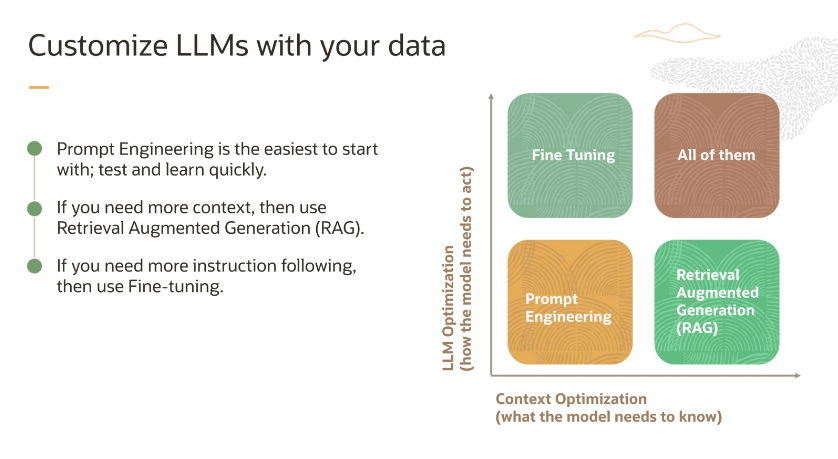 Customize LLMs with your data
Prompt Engineering is the easiest to start
with; test and learn quickly.
If you need more context, then use
Retrieval Augmented Generation (RAG).
If you need more instruction following,
then use Fine-tuning.
LLM Optimization
(how the model needs to act)
Fine Tuning
All of them
Prompt
Engineering
Retrieval
Augmented
Generation
(RAG)
Context Optimization
(what the model needs to know)